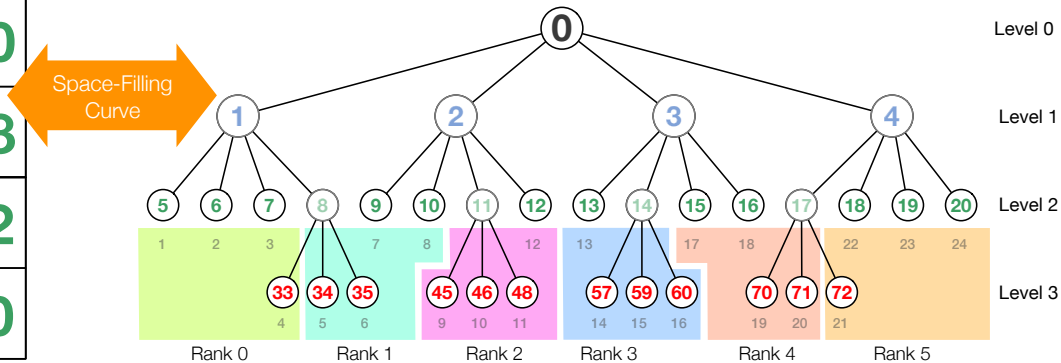 0
8
2
0
Space-Filling
Curve
0
Level 0
1 2 3 4
Level 1
5 6 7 8 9 10 11 12 13 14 15 16 17 18 19 20
Level 2
1 2 3 7 8 12 13 17 18 22 23 24
33 34 35 45 46 48 57 59 60 70 71 72
Level 3
4 5 6 9 10 11 14 15 16 19 20 21
Rank 0 Rank 1 Rank 2 Rank 3 Rank 4 Rank 5